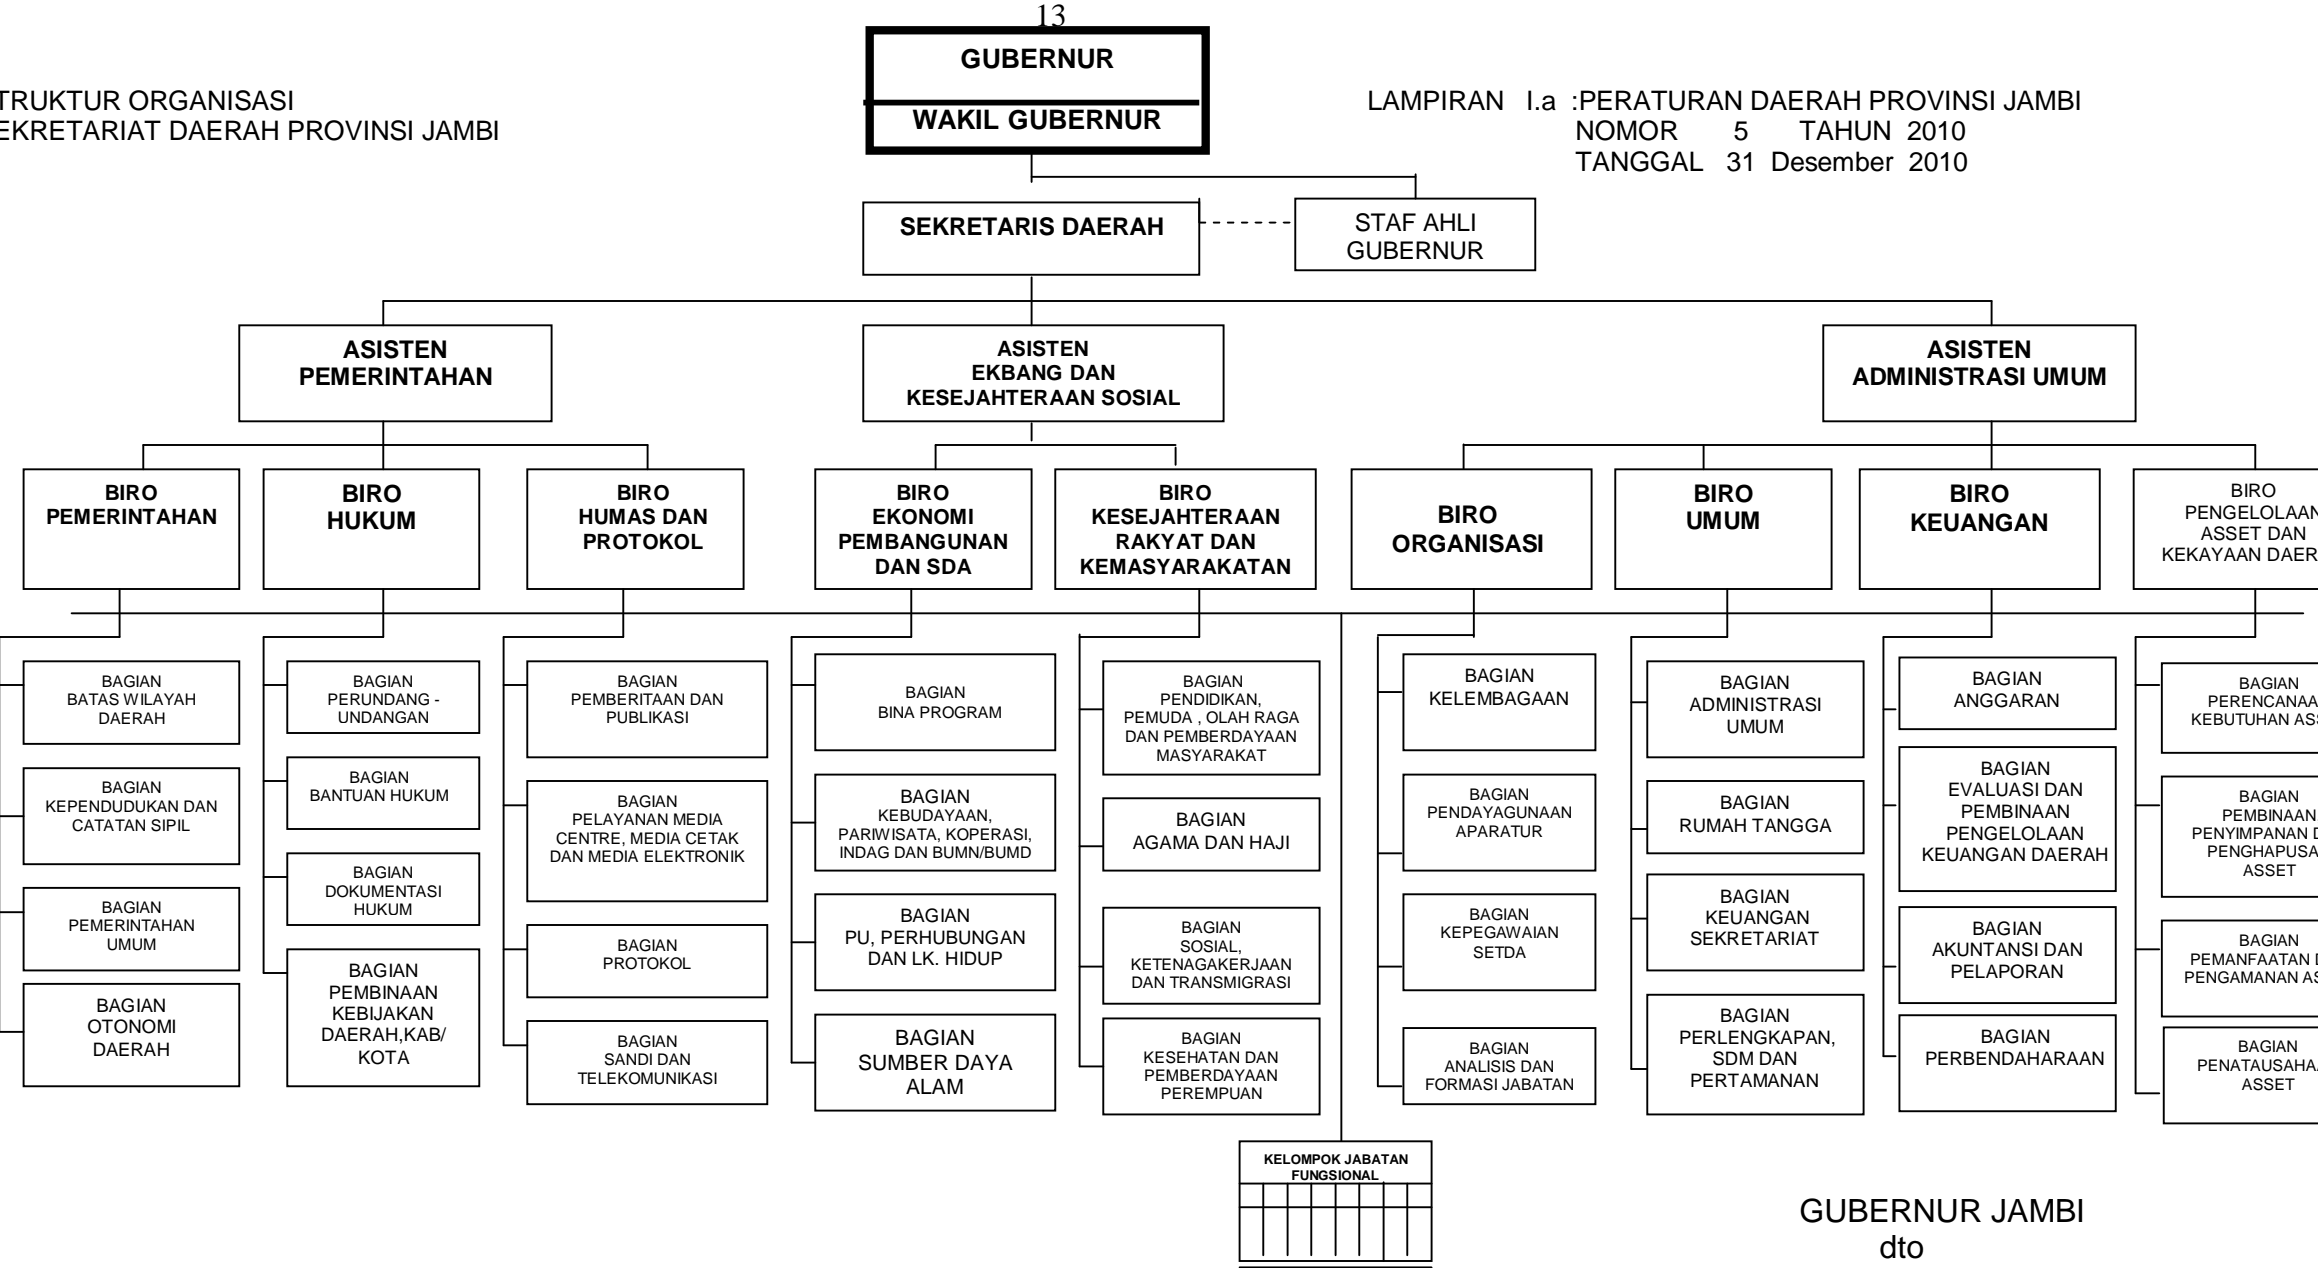 13
GUBERNUR
WAKIL GUBERNUR
TRUKTUR ORGANISASI
EKRETARIAT DAERAH PROVINSI JAMBI
LAMPIRAN I.a :PERATURAN DAERAH PROVINSI JAMBI
NOMOR 5 TAHUN 2010
TANGGAL 31 Desember 2010
SEKRETARIS DAERAH
STAF AHLI
GUBERNUR
ASISTEN
PEMERINTAHAN
ASISTEN
EKBANG DAN
KESEJAHTERAAN SOSIAL
ASISTEN
ADMINISTRASI UMUM
BIRO
PEMERINTAHAN
BIRO
HUKUM
BIRO
HUMAS DAN
PROTOKOL
BIRO
EKONOMI
PEMBANGUNAN
DAN SDA
BIRO
KESEJAHTERAAN
RAKYAT DAN
KEMASYARAKATAN
BIRO
ORGANISASI
BIRO
UMUM
BIRO
KEUANGAN
BIRO
PENGELOLAAN
ASSET DAN
KEKAYAAN DAER
BAGIAN
BATAS WILAYAH
DAERAH
BAGIAN
KEPENDUDUKAN DAN
CATATAN SIPIL
BAGIAN
PEMERINTAHAN
UMUM
BAGIAN
OTONOMI
DAERAH
BAGIAN
PERUNDANG -
UNDANGAN
BAGIAN
BANTUAN HUKUM
BAGIAN
DOKUMENTASI
HUKUM
BAGIAN
PEMBINAAN
KEBIJAKAN
DAERAH,KAB/
KOTA
BAGIAN
PEMBERITAAN DAN
PUBLIKASI
BAGIAN
PELAYANAN MEDIA
CENTRE, MEDIA CETAK
DAN MEDIA ELEKTRONIK
BAGIAN
PROTOKOL
BAGIAN
SANDI DAN
TELEKOMUNIKASI
BAGIAN
BINA PROGRAM
BAGIAN
KEBUDAYAAN,
PARIWISATA, KOPERASI,
INDAG DAN BUMN/BUMD
BAGIAN
PU, PERHUBUNGAN
DAN LK. HIDUP
BAGIAN
SUMBER DAYA
ALAM
BAGIAN
PENDIDIKAN,
PEMUDA , OLAH RAGA
DAN PEMBERDAYAAN
MASYARAKAT
BAGIAN
AGAMA DAN HAJI
BAGIAN
SOSIAL,
KETENAGAKERJAAN
DAN TRANSMIGRASI
BAGIAN
KESEHATAN DAN
PEMBERDAYAAN
PEREMPUAN
BAGIAN
KELEMBAGAAN
BAGIAN
PENDAYAGUNAAN
APARATUR
BAGIAN
KEPEGAWAIAN
SETDA
BAGIAN
ANALISIS DAN
FORMASI JABATAN
BAGIAN
ADMINISTRASI
UMUM
BAGIAN
RUMAH TANGGA
BAGIAN
KEUANGAN
SEKRETARIAT
BAGIAN
PERLENGKAPAN,
SDM DAN
PERTAMANAN
BAGIAN
ANGGARAN
BAGIAN
EVALUASI DAN
PEMBINAAN
PENGELOLAAN
KEUANGAN DAERAH
BAGIAN
AKUNTANSI DAN
PELAPORAN
BAGIAN
PERBENDAHARAAN
BAGIAN
PERENCANAA
KEBUTUHAN AS
BAGIAN
PEMBINAAN
PENYIMPANAN D
PENGHAPUSA
ASSET
BAGIAN
PEMANFAATAN
PENGAMANAN AS
BAGIAN
PENATAUSAHAA
ASSET
KELOMPOK JABATAN
FUNGSIONAL
GUBERNUR JAMBI
dto